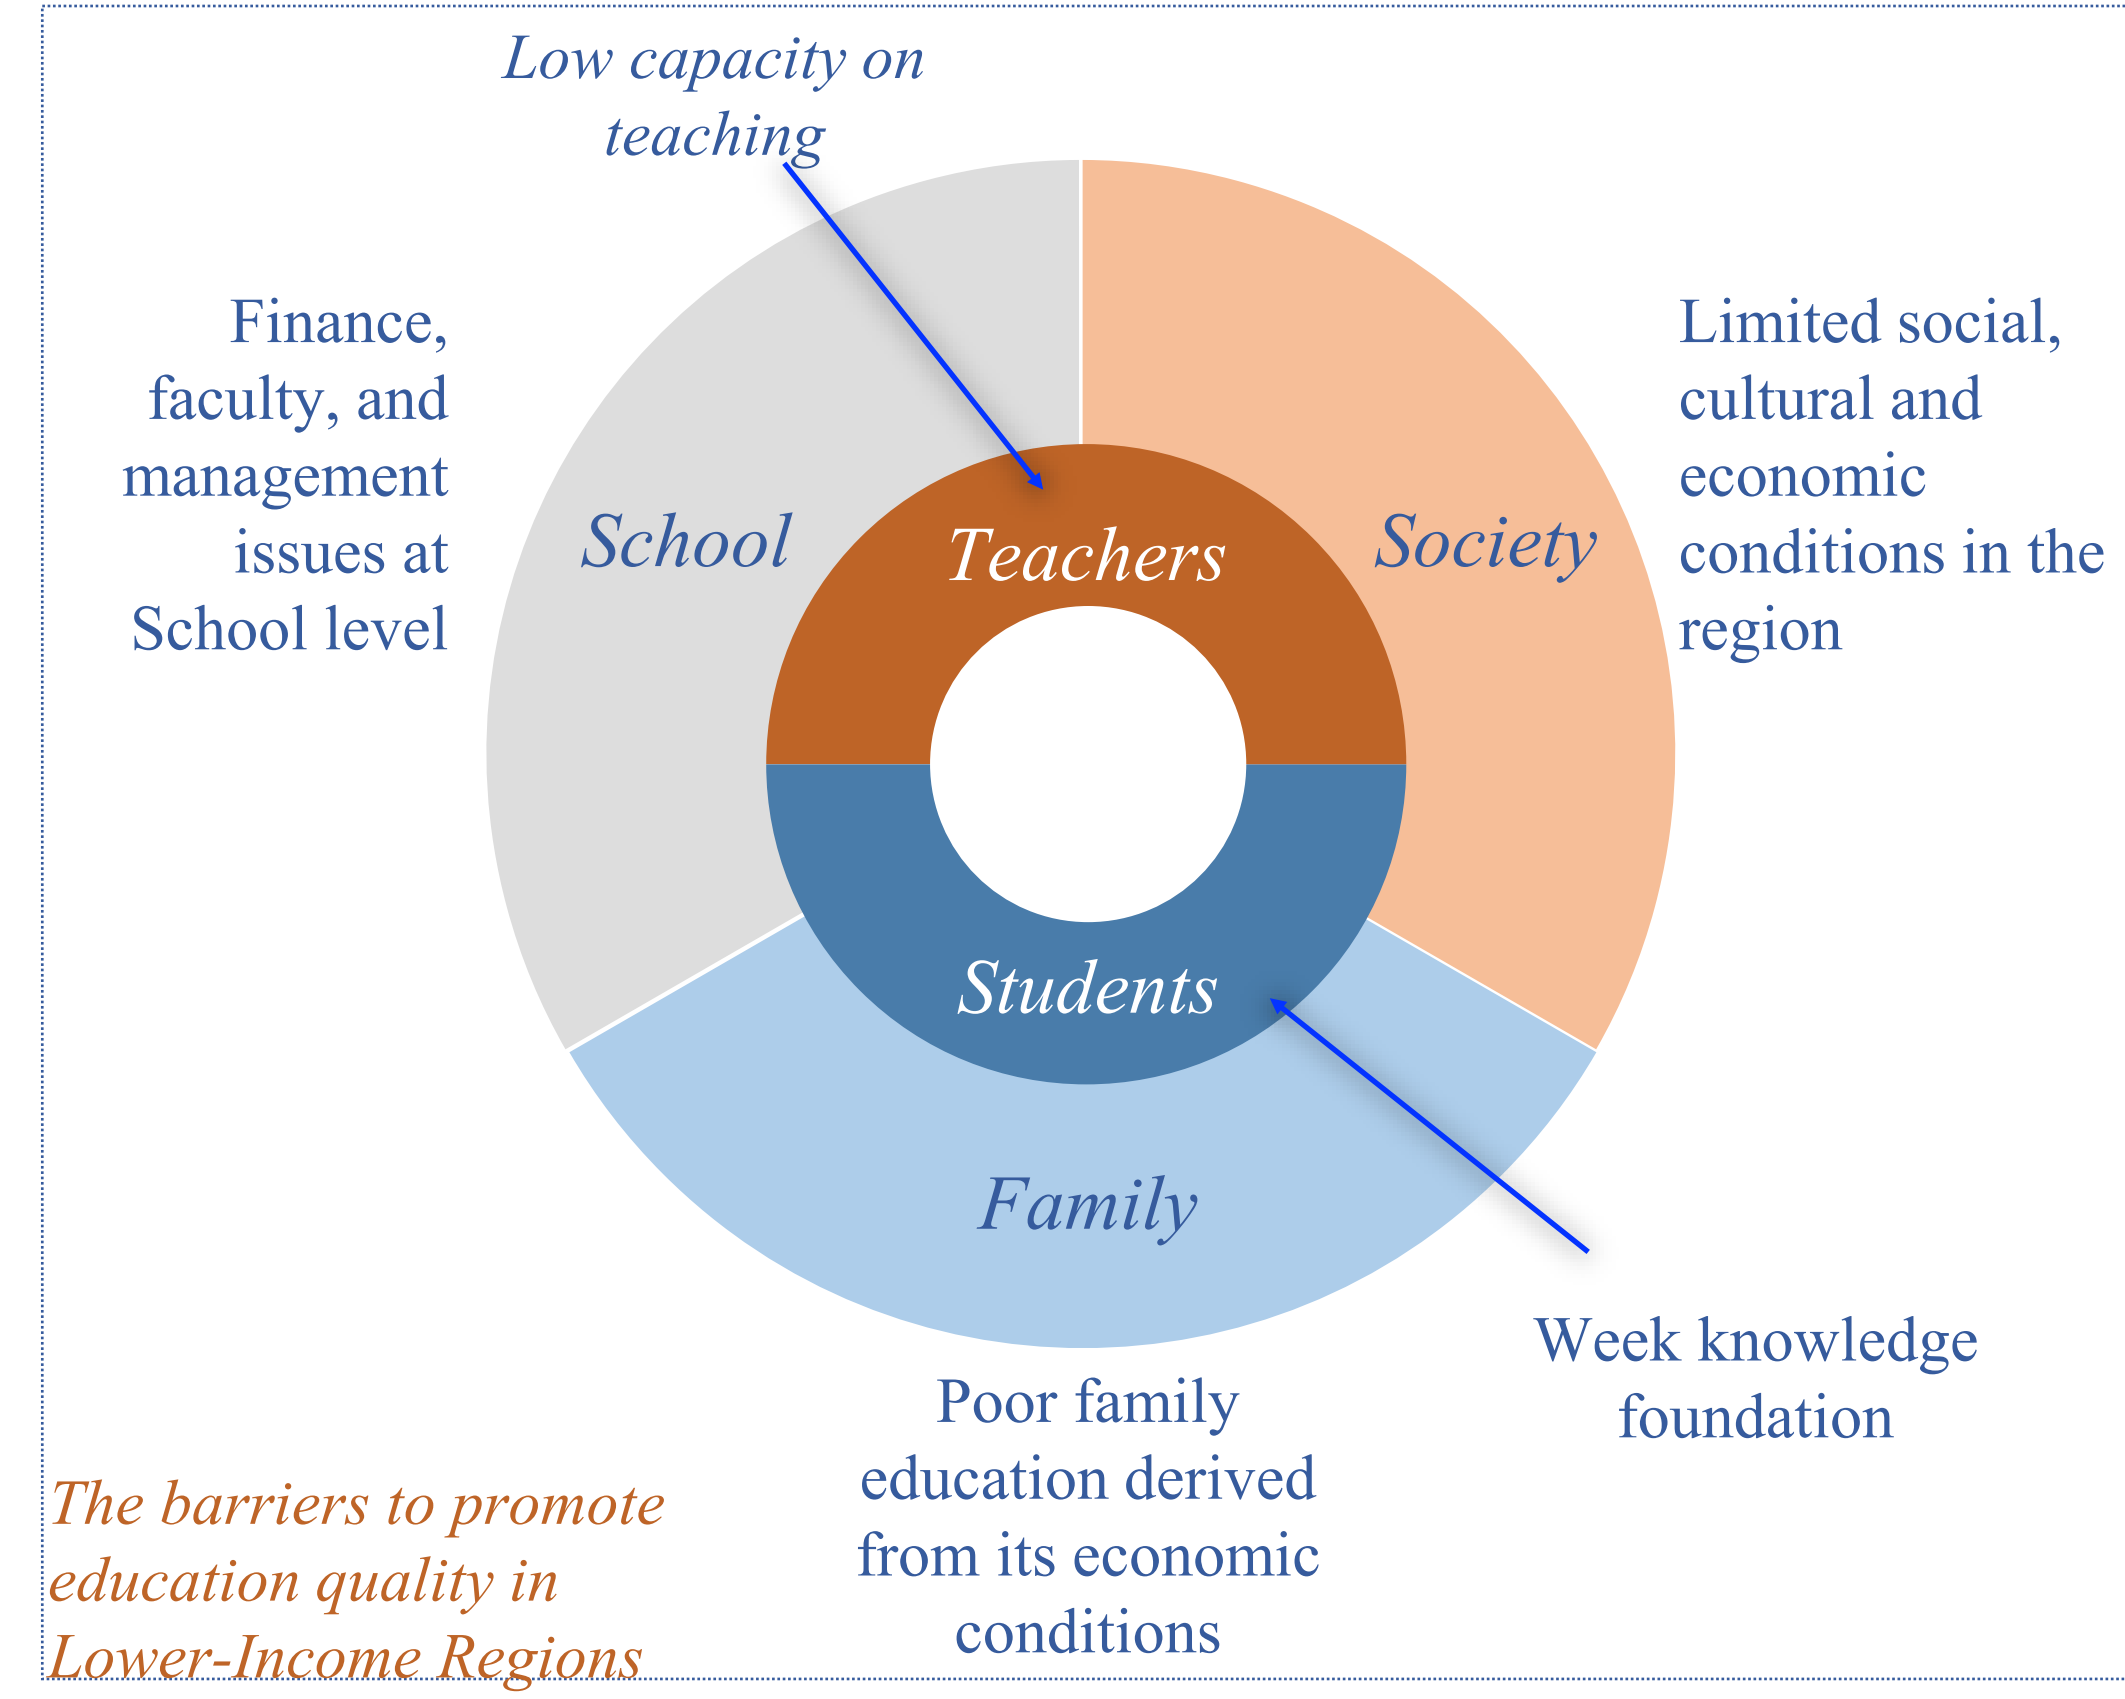 Low capacity on
teaching
Finance,
faculty, and
management
issues at
School level
School
Teachers
Society
Limited social,
cultural and
economic
conditions in the
region
Students
Family
Week knowledge
foundation
Poor family
education derived
from its economic
conditions
The barriers to promote
education quality in
Lower-Income Regions